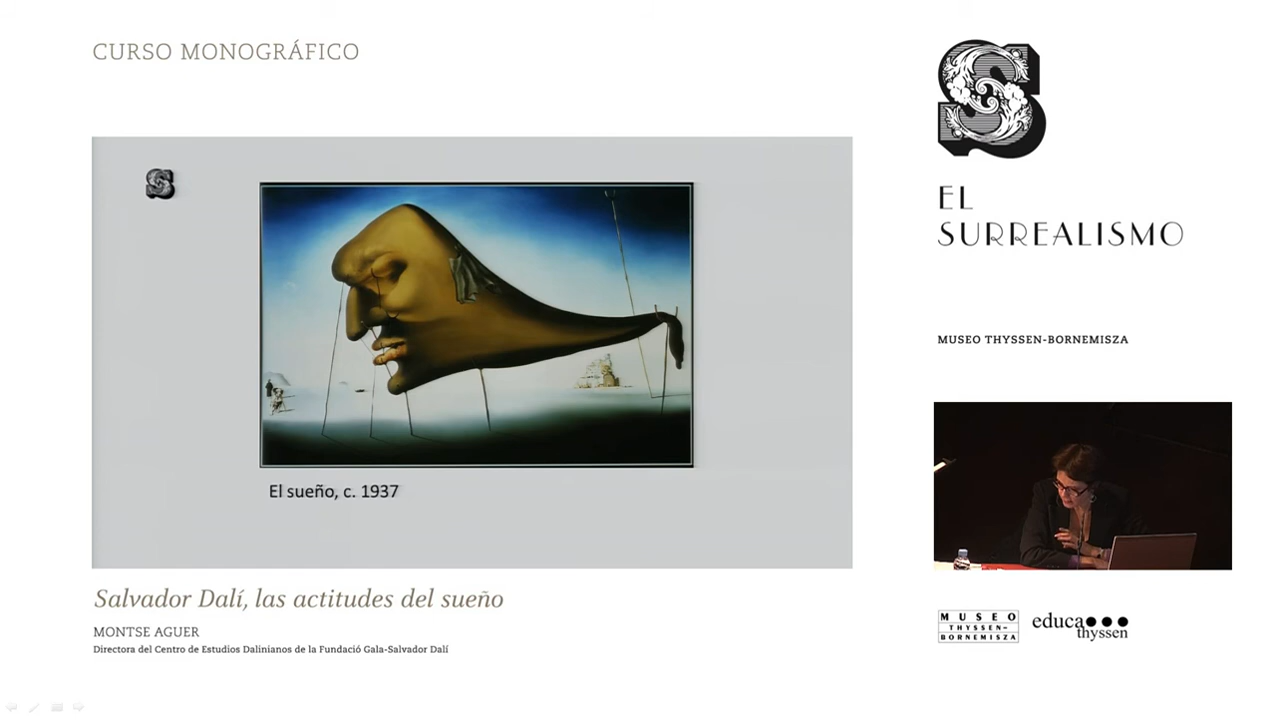 CURSO MONOGRÁFICO
S
EL
SURREALISMO
MUSEO THYSSEN-BORNEMISZA
S
El sueño, c. 1937
Salvador Dalí, las actitudes del sueño
MONTSE AGUER
Directora del Centro de Estudios Dalinianos de la Fundació Gala-Salvador Dalí
MUSEO
THYSSEN-
BORNEMISZA
educa
thyssen